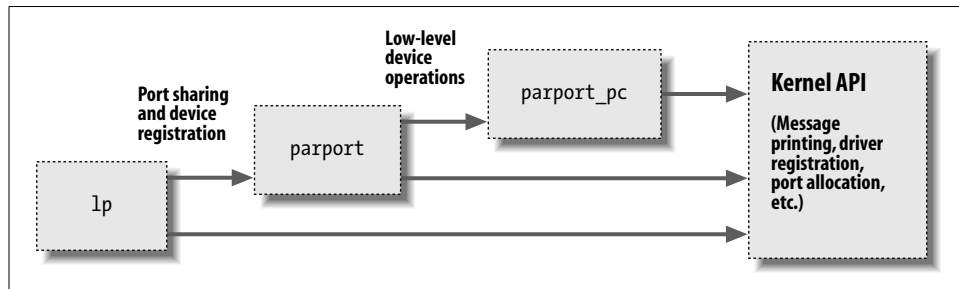 Low-level
device
operations
Port sharing
and device
registration
parport_pc
Kernel API
(Message
printing, driver
registration,
port allocation,
etc.)
parport
lp